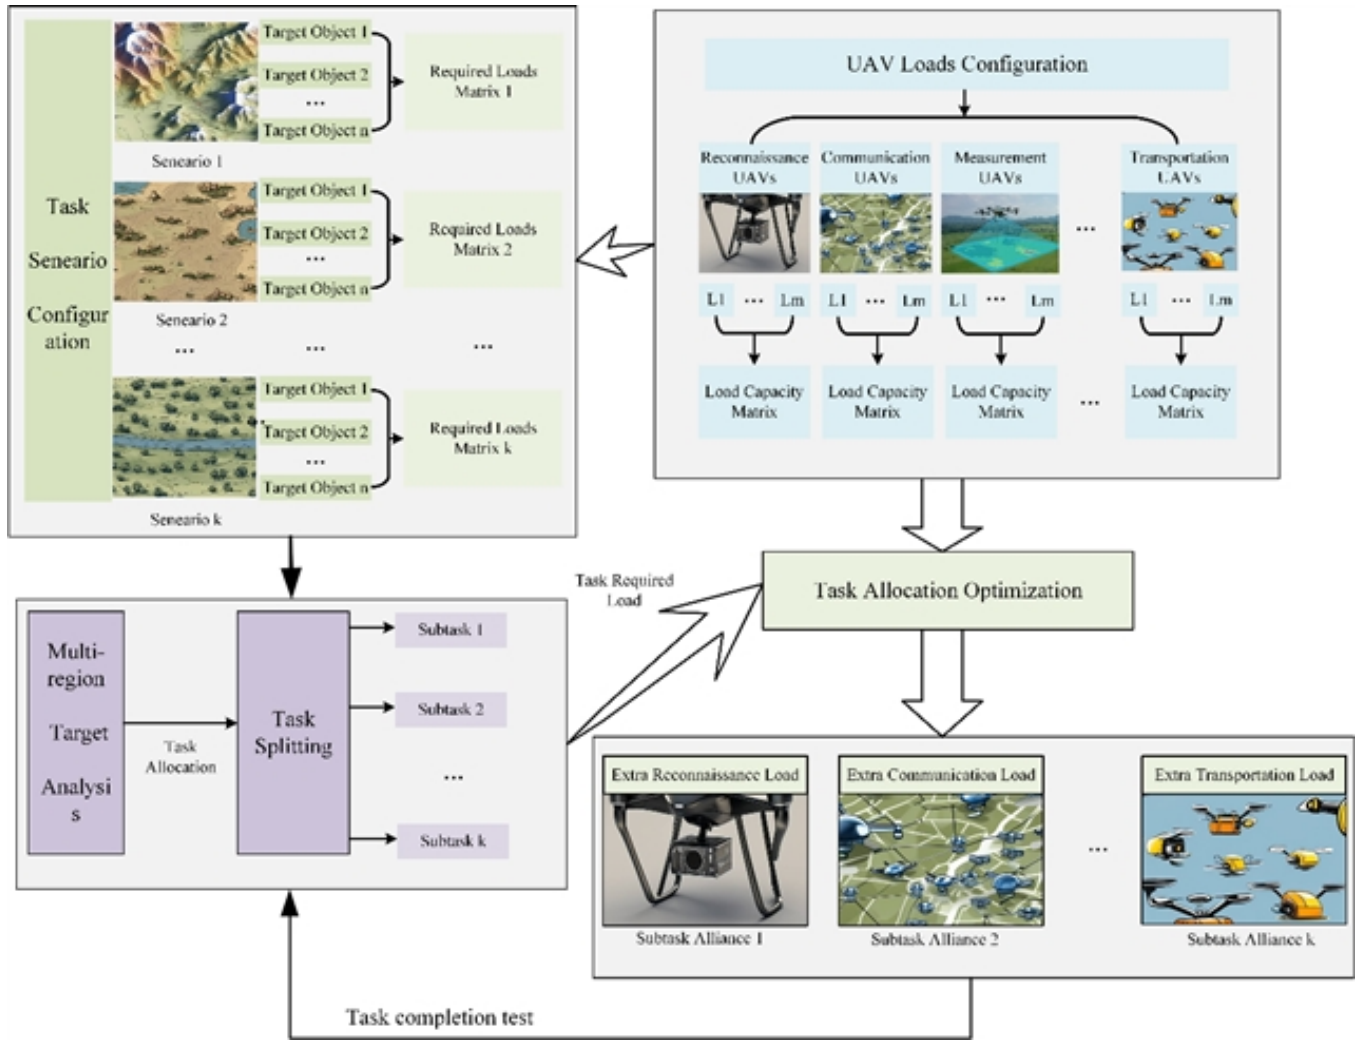 Task
Seneario
Configur
ation
Target Object 1
Target Object 2
...
Target Object n
Required Loads
Matrix 1
Seneario 1
Target Object 1
Target Object 2
...
Target Object n
Required Loads
Matrix 2
Seneario 2
...
...
...
Target Object 1
Target Object 2
...
Target Object n
Required Loads
Matrix k
Seneario k
UAV Loads Configuration
Reconnaissance
UAVs
Communication
UAVs
Measurement
UAVs
...
Transportation
UAVs
L1 ... Lm
L1 ... Lm
L1 ... Lm
L1 ... Lm
Load Capacity
Matrix
Load Capacity
Matrix
Load Capacity
Matrix
...
Load Capacity
Matrix
Task Required
Load
Task Allocation Optimization
Multi-
region
Target
Analysi
s
Task
Allocation
Task
Splitting
Subtask 1
Subtask 2
...
Subtask k
Extra Reconnaissance Load
Extra Communication Load
...
Extra Transportation Load
Subtask Alliance 1
Subtask Alliance 2
Subtask Alliance k
Task completion test